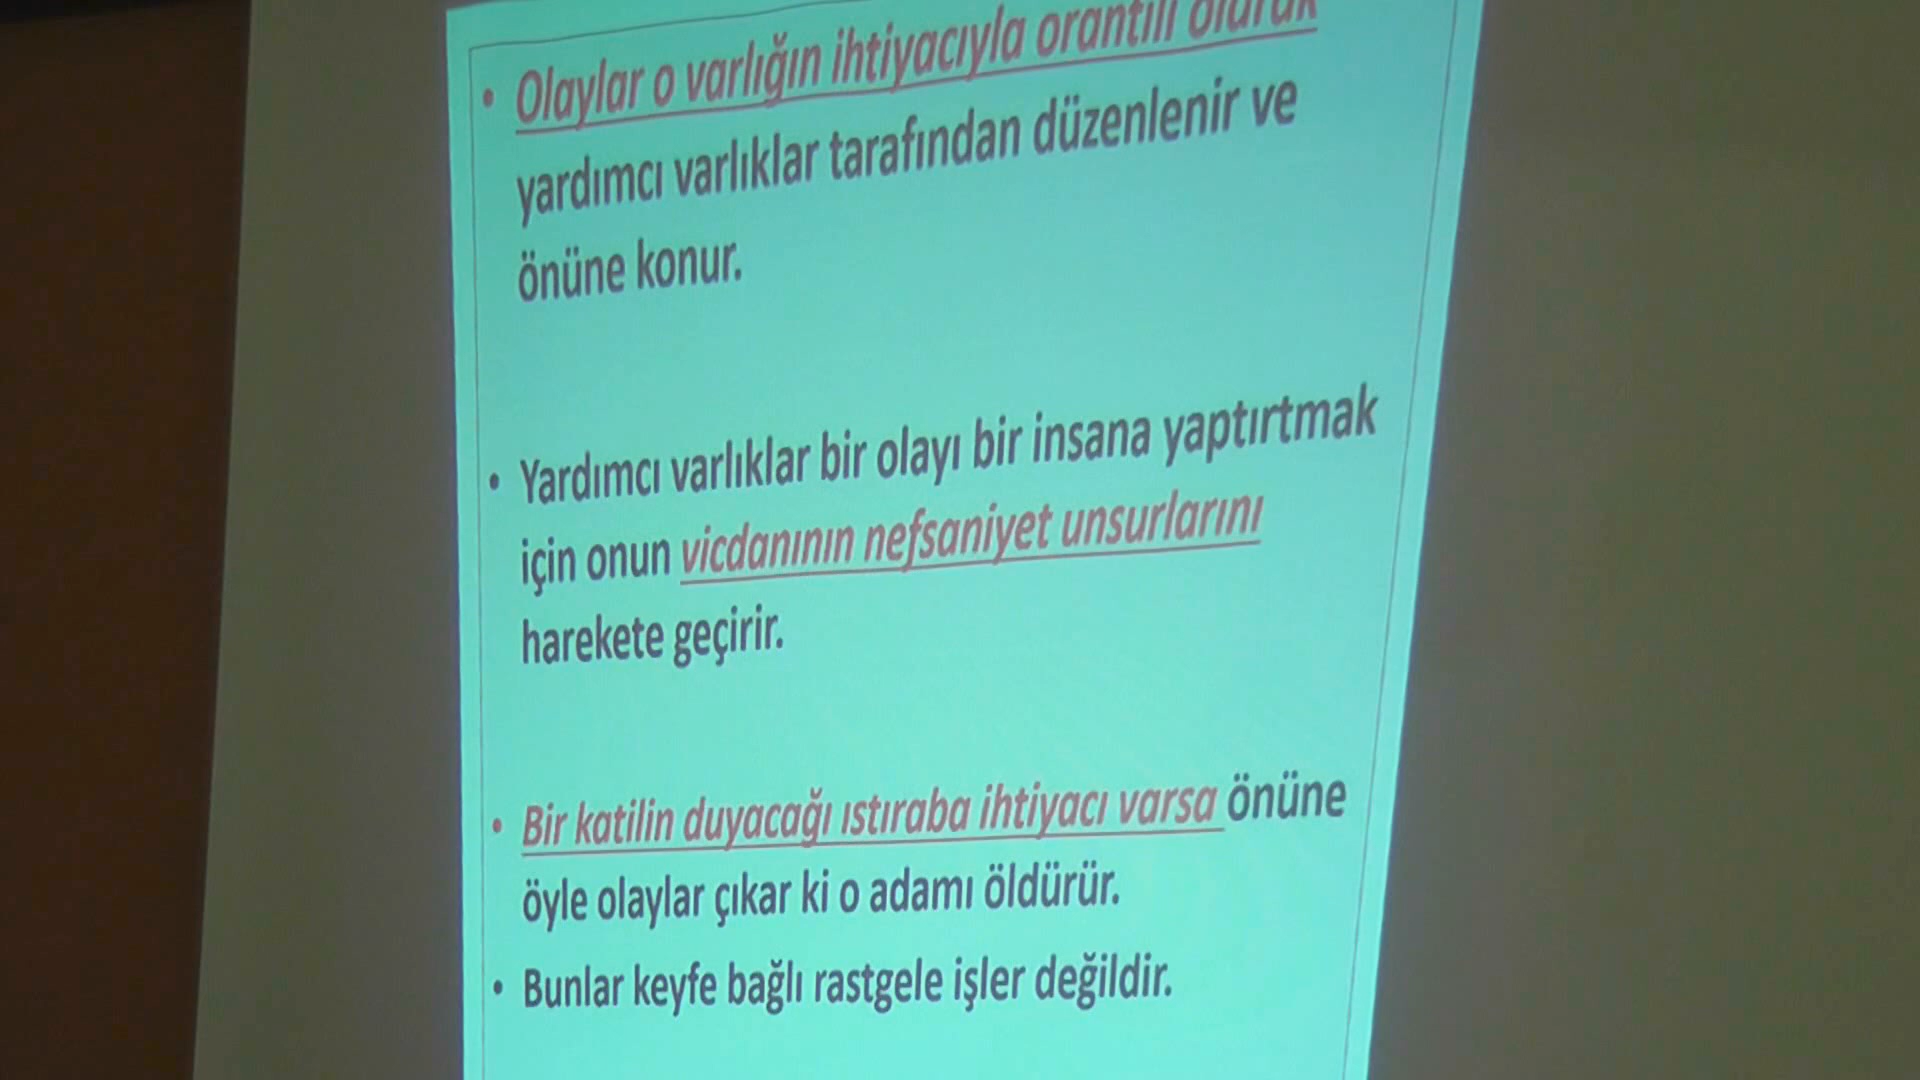 • Olaylar o varlığın ihtiyacıyla orantılı olarak
yardımcı varlıklar tarafından düzenlenir ve
önüne konur.
• Yardımcı varlıklar bir olayı bir insana yaptırtmak
için onun vicdanının nefsaniyet unsurlarını
harekete geçirir.
• Bir katilin duyacağı ıstıraba ihtiyacı varsa önüne
öyle olaylar çıkar ki o adamı öldürür.
• Bunlar keyfe bağlı rastgele işler değildir.